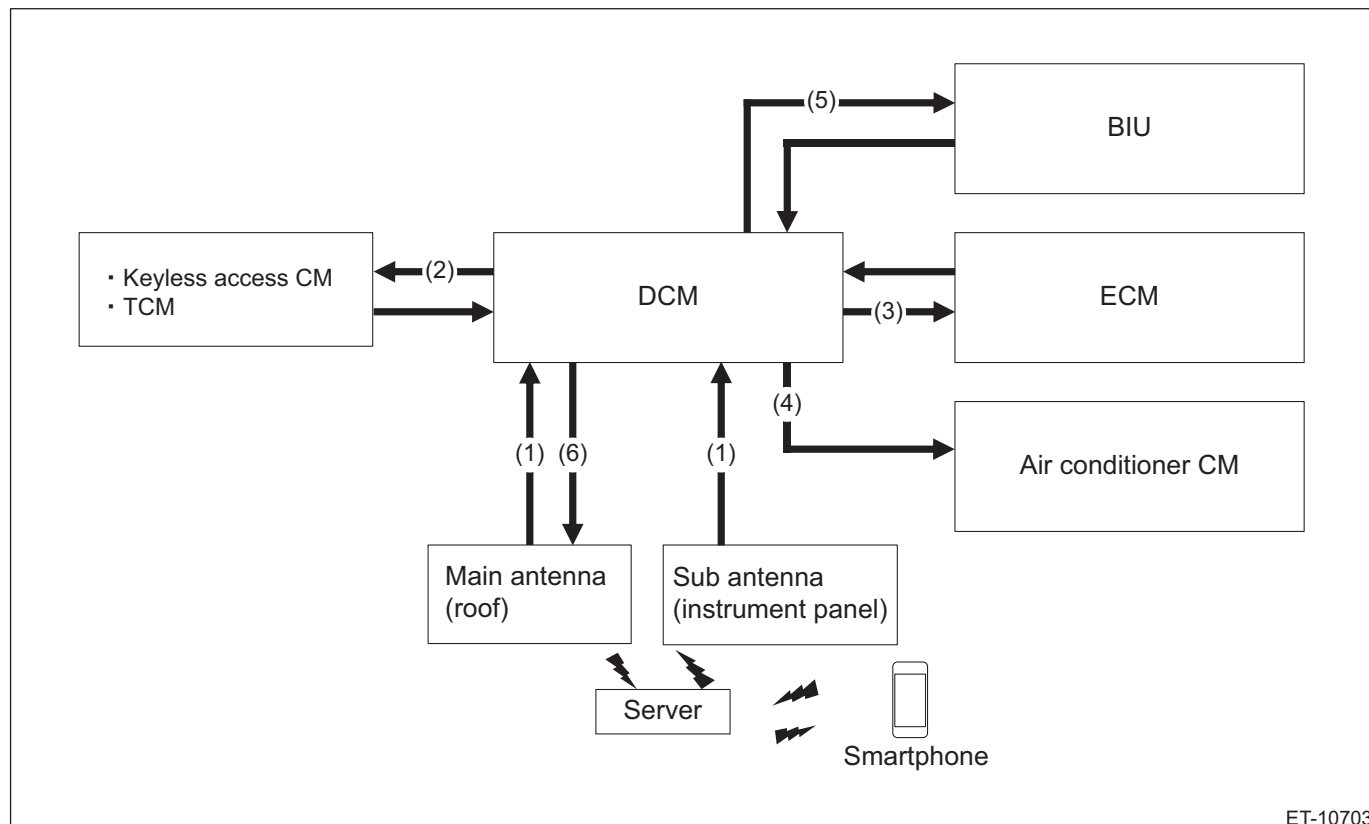 (5)
BIU
・Keyless access CM
・TCM
(2)
DCM
(3)
ECM
(4)
Air conditioner CM
(1)
(6)
(1)
Main antenna
(roof)
Sub antenna
(instrument panel)
Server
Smartphone
ET-10703